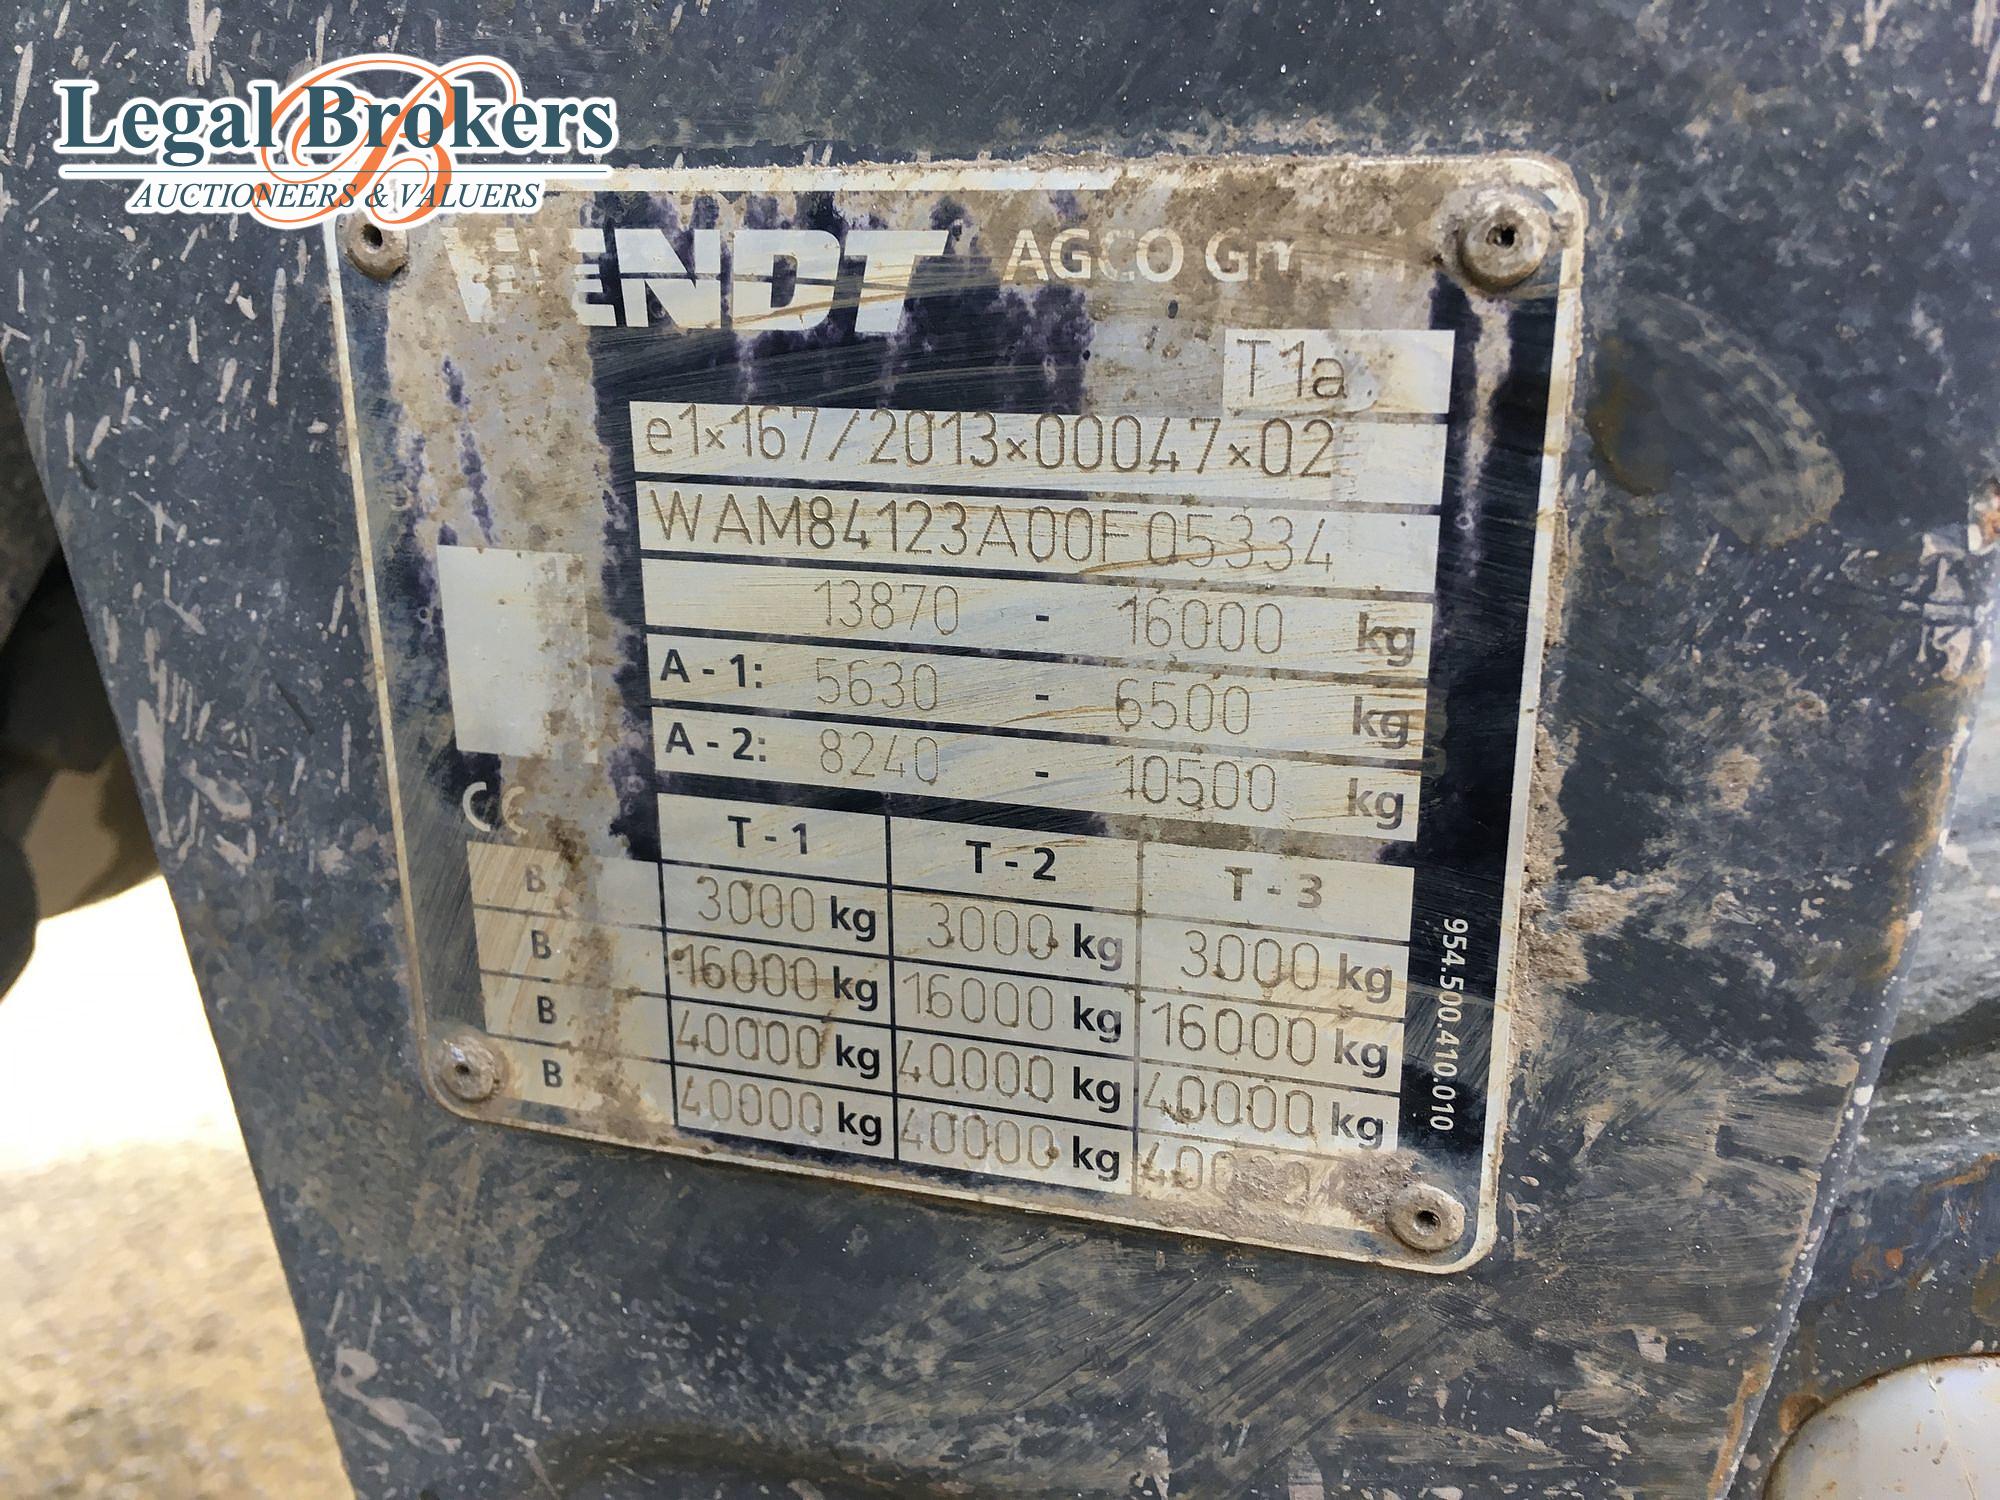 Legal Brokers
AUCTIONEERS & VALUERS
FENDT AGCO
T1a
e1×167/2013×00047×02
WAM84123A00F05334
13870 - 16000 kg
A - 1: 5630 - 6500 kg
A - 2: 8240 - 10500 kg
CE
T - 1 T - 2 T - 3
B 3000 kg 3000 kg 3000 kg
B 16000 kg 16000 kg 16000 kg
B 40000 kg 40000 kg 40000 kg
B 40000 kg 40000 kg
954.500.410.010